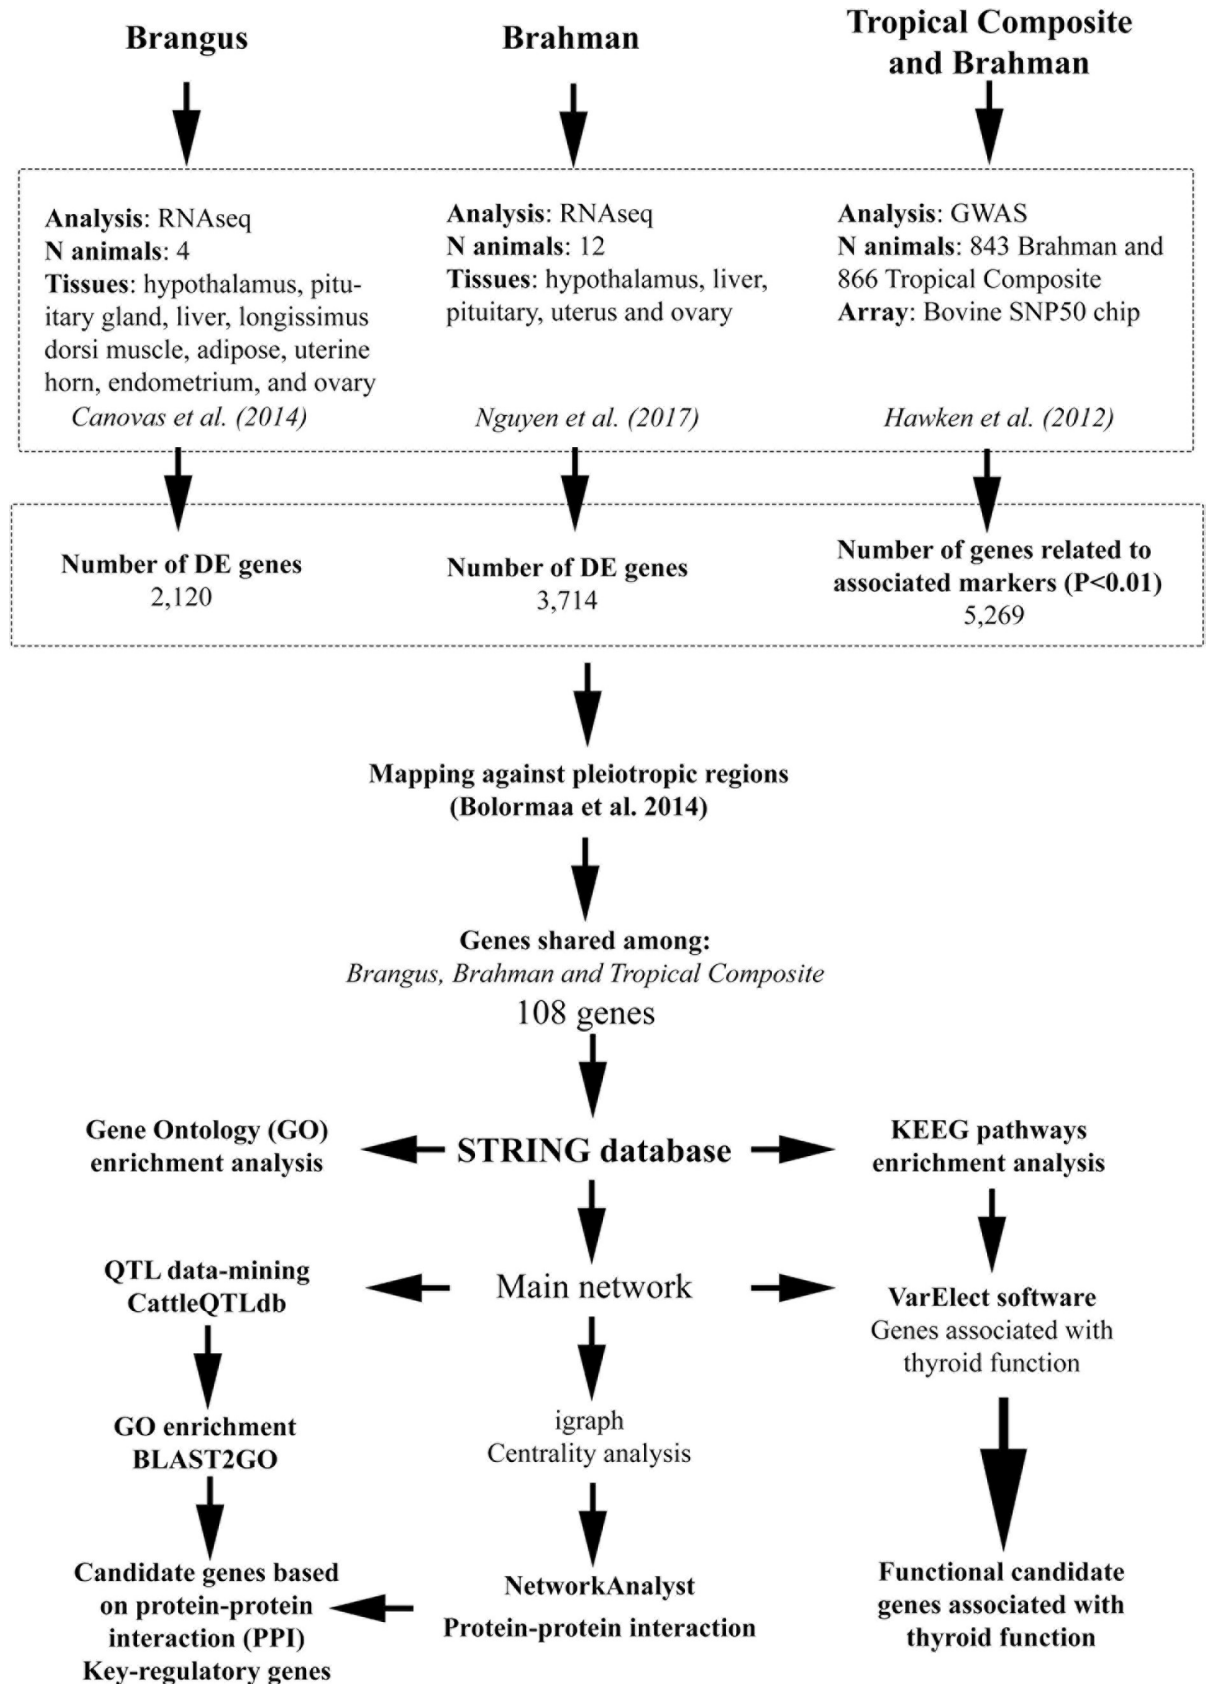 Brangus
Brahman
Tropical Composite
and Brahman
Analysis: RNAseq
N animals: 4
Tissues: hypothalamus, pitu-
itary gland, liver, longissimus
dorsi muscle, adipose, uterine
horn, endometrium, and ovary
Canovas et al. (2014)
Analysis: RNAseq
N animals: 12
Tissues: hypothalamus, liver,
pituitary, uterus and ovary
Nguyen et al. (2017)
Analysis: GWAS
N animals: 843 Brahman and
866 Tropical Composite
Array: Bovine SNP50 chip
Hawken et al. (2012)
Number of DE genes
2,120
Number of DE genes
3,714
Number of genes related to
associated markers (P<0.01)
5,269
Mapping against pleiotropic regions
(Bolormaa et al. 2014)
Genes shared among:
Brangus, Brahman and Tropical Composite
108 genes
Gene Ontology (GO)
enrichment analysis
STRING database
KEEG pathways
enrichment analysis
QTL data-mining
CattleQTLdb
Main network
VarElect software
Genes associated with
thyroid function
GO enrichment
BLAST2GO
igraph
Centrality analysis
Candidate genes based
on protein-protein
interaction (PPI)
Key-regulatory genes
NetworkAnalyst
Protein-protein interaction
Functional candidate
genes associated with
thyroid function